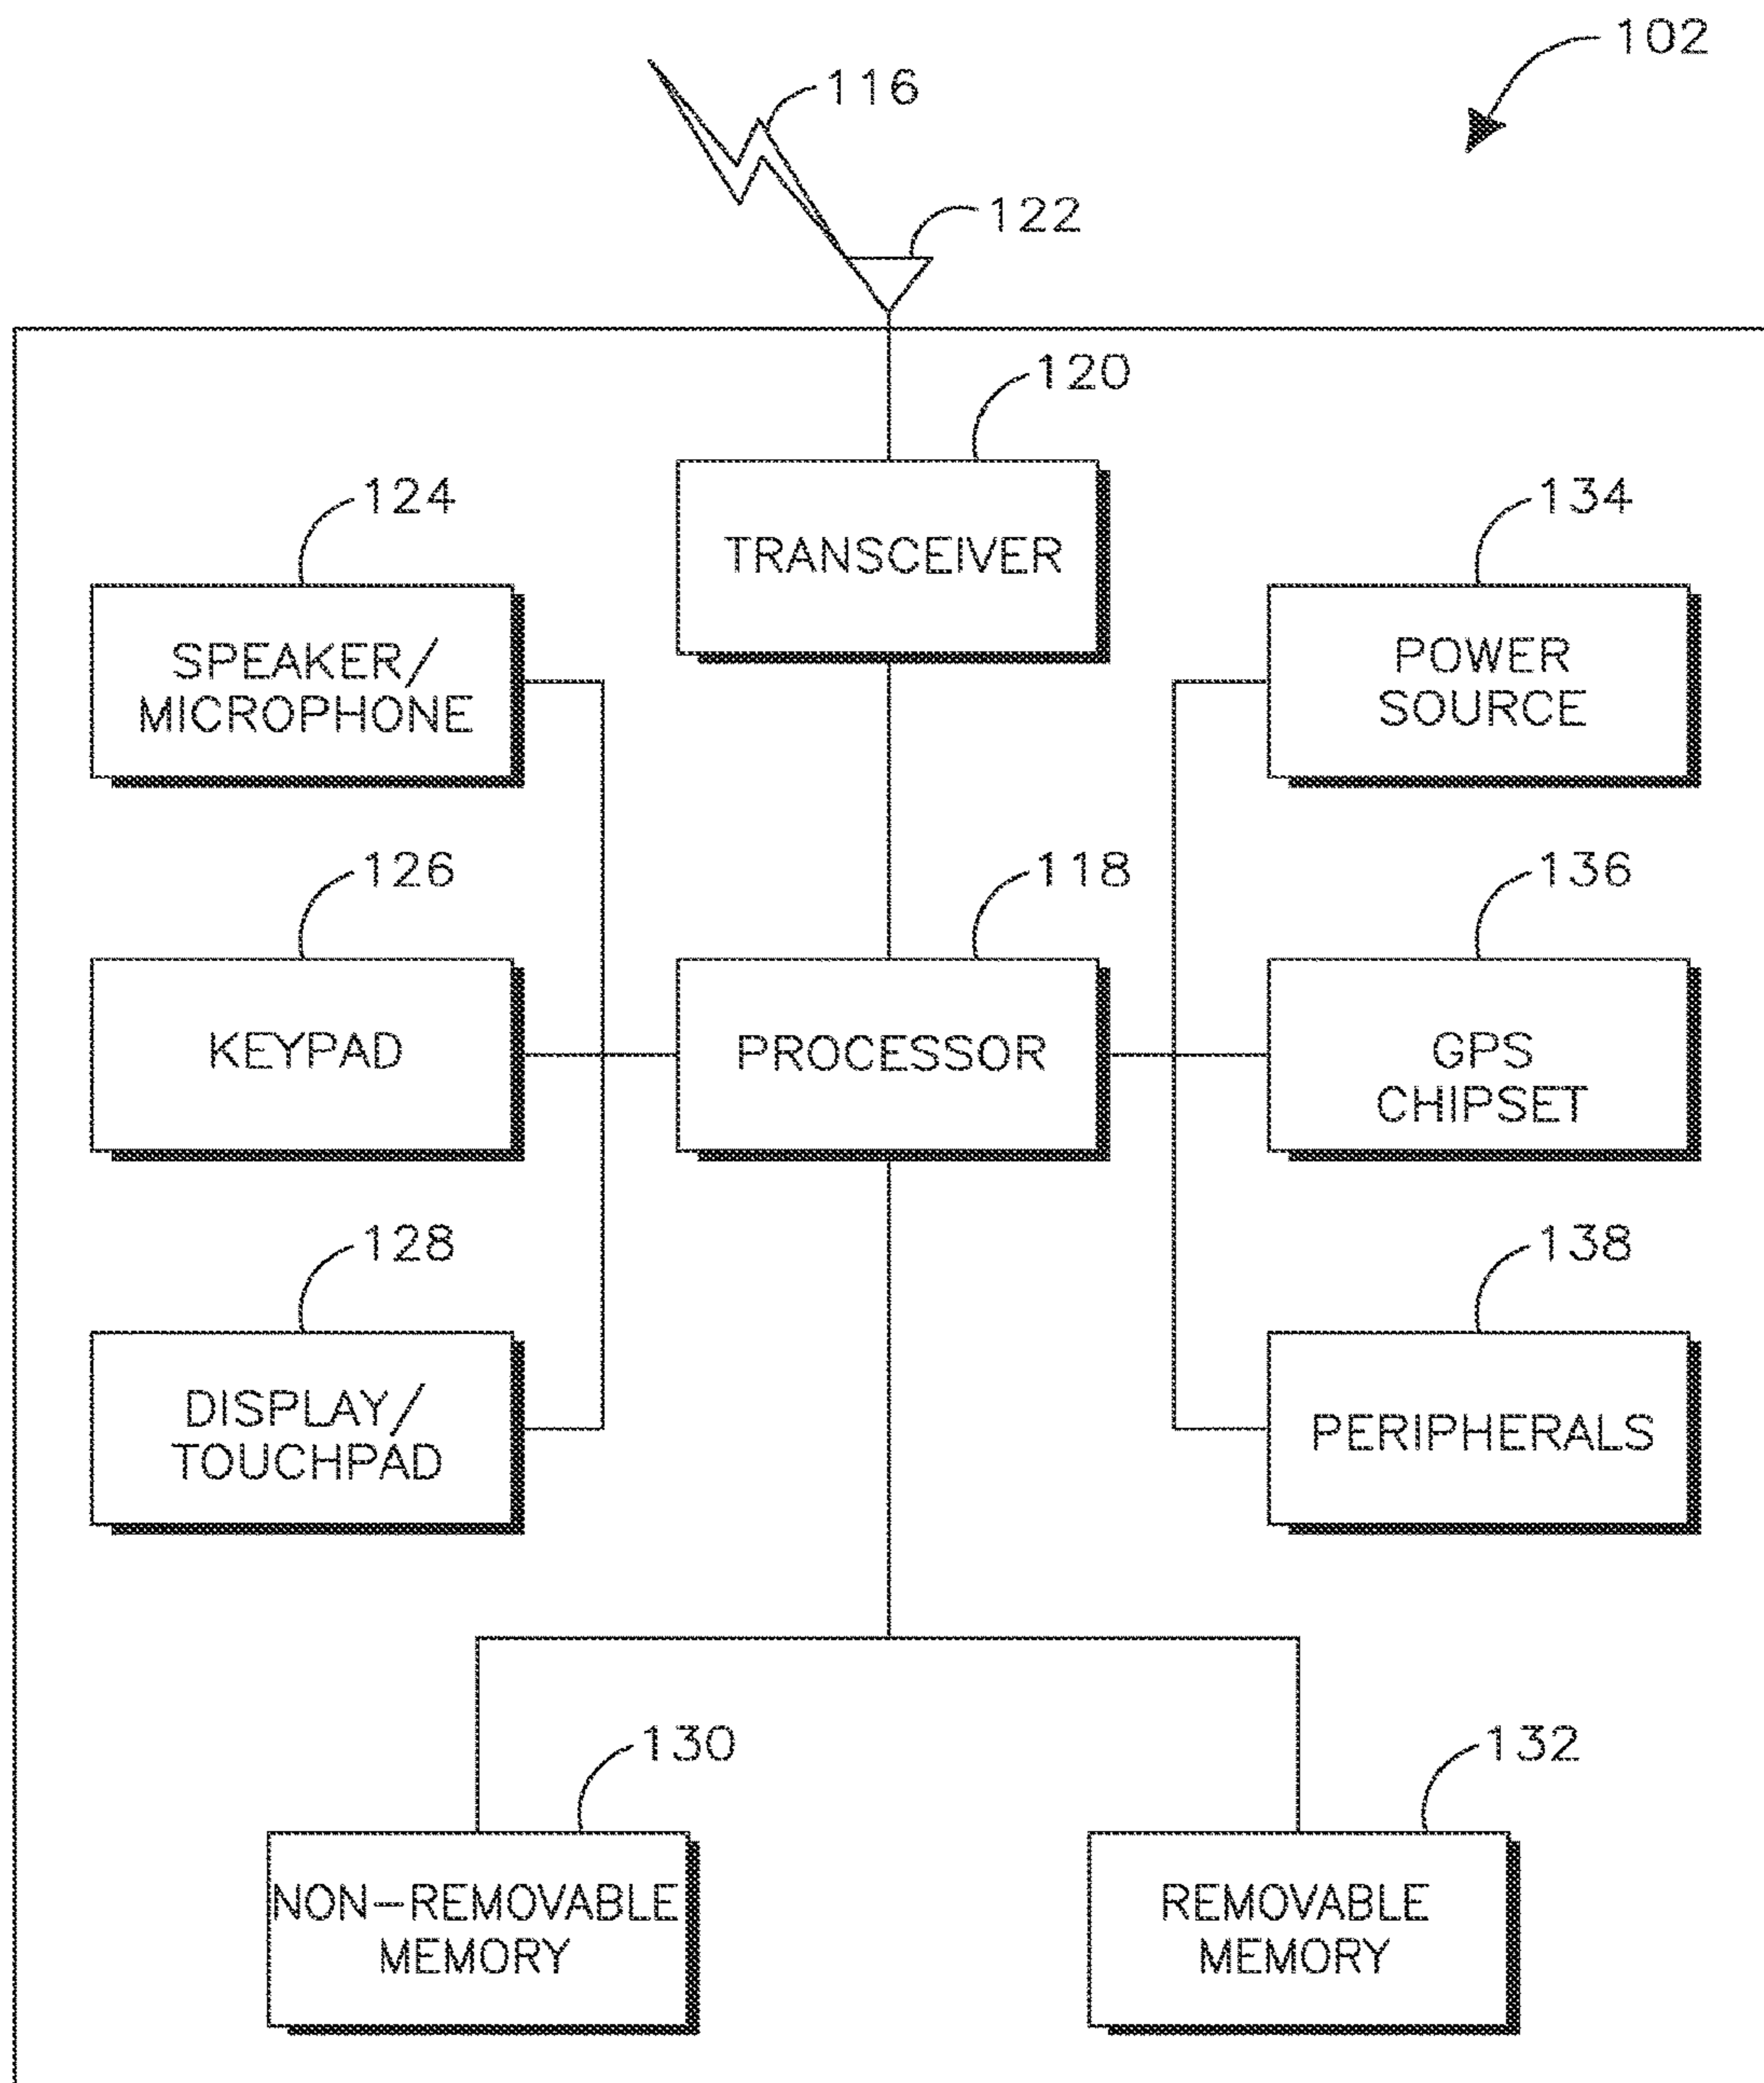 102
116
122
120
TRANSCEIVER
124
SPEAKER/
MICROPHONE
134
POWER
SOURCE
126
KEYPAD
118
PROCESSOR
136
GPS
CHIPSET
128
DISPLAY/
TOUCHPAD
138
PERIPHERALS
130
NON-REMOVABLE
MEMORY
132
REMOVABLE
MEMORY